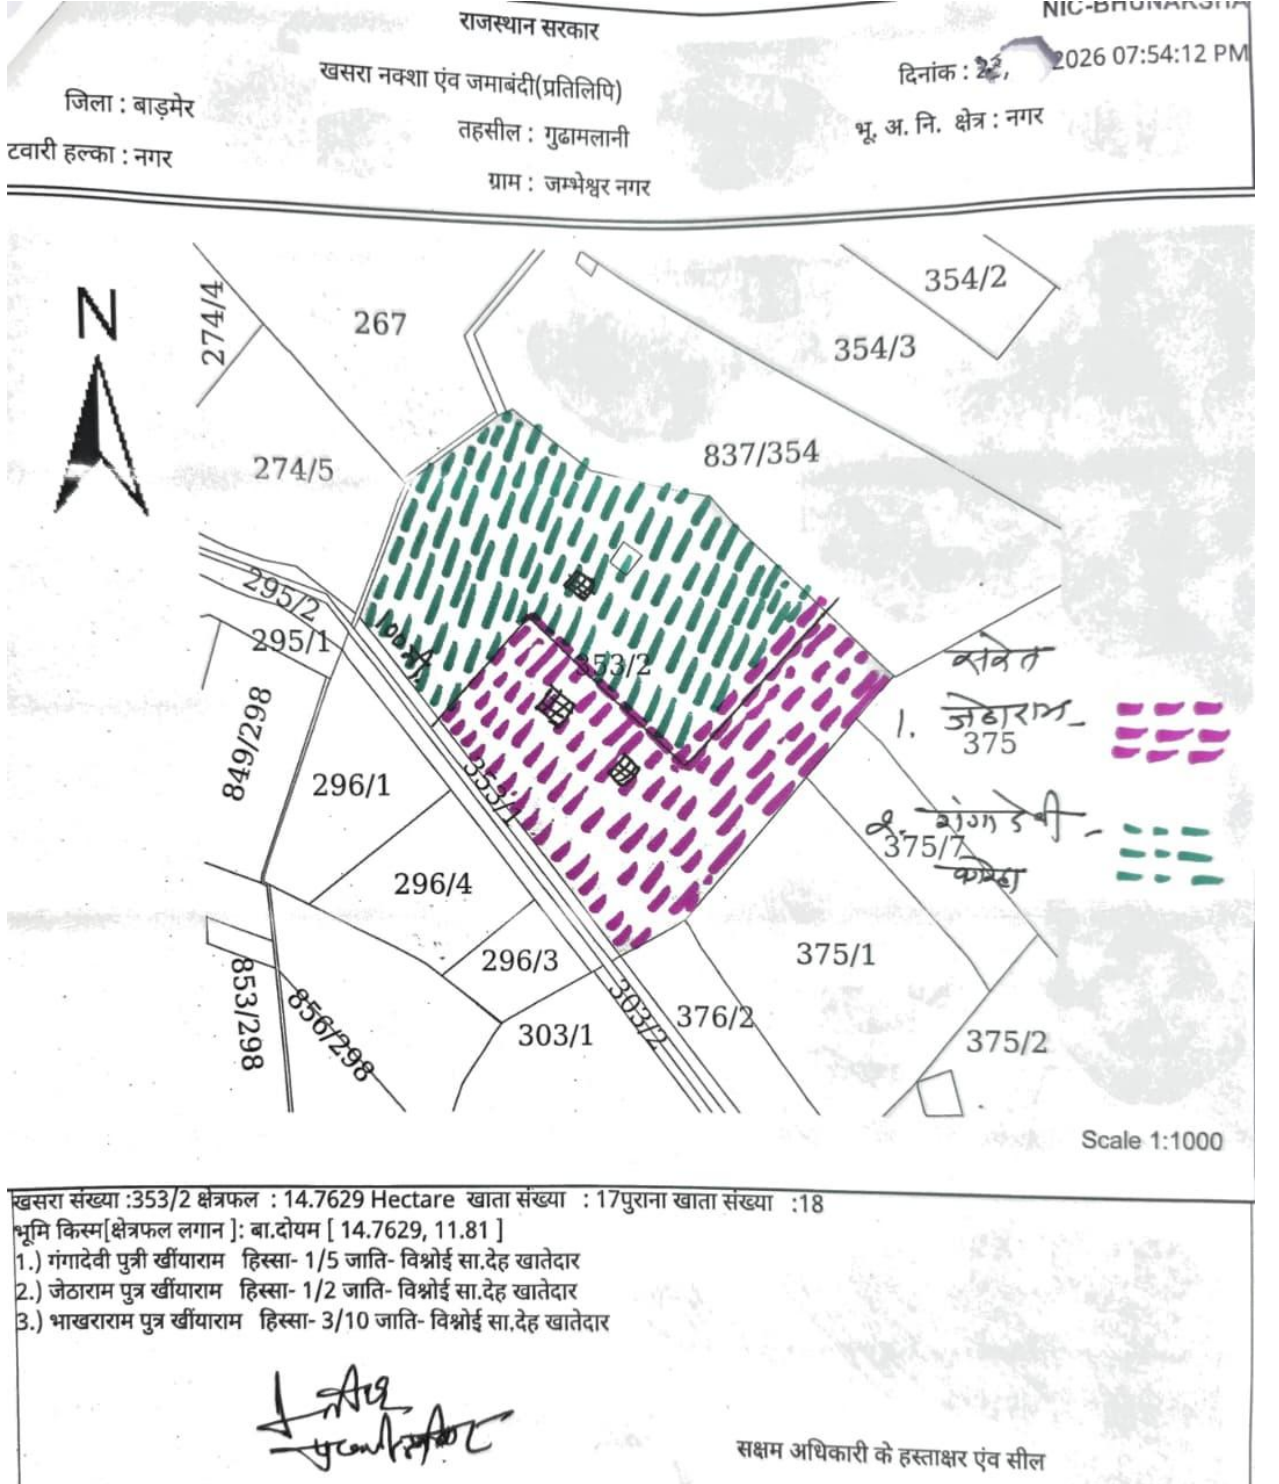 NIC-BHUNAKSHA
राजस्थान सरकार
खसरा नक्शा एंव जमाबंदी(प्रतिलिपि)
दिनांक : 2026 07:54:12 PM
जिला : बाड़मेर
तहसील : गुढामलानी
भू. अ. नि. क्षेत्र : नगर
टवारी हल्का : नगर
ग्राम : जम्भेश्वर नगर
N
274/4
267
354/2
354/3
274/5
837/354
295/2
295/1
353/2
संकेत
1. जेठाराम -
375
849/298
296/1
353/1
2. गंगादेवी -
375/7
296/4
296/3
375/1
853/298
856/298
303/1
303/2
376/2
375/2
Scale 1:1000
खसरा संख्या :353/2 क्षेत्रफल : 14.7629 Hectare खाता संख्या : 17पुराना खाता संख्या :18
भूमि किस्म[क्षेत्रफल लगान ]: बा.दोयम [ 14.7629, 11.81 ]
1.) गंगादेवी पुत्री खींयाराम हिस्सा- 1/5 जाति- विश्नोई सा.देह खातेदार
2.) जेठाराम पुत्र खींयाराम हिस्सा- 1/2 जाति- विश्नोई सा.देह खातेदार
3.) भाखराराम पुत्र खींयाराम हिस्सा- 3/10 जाति- विश्नोई सा.देह खातेदार
सक्षम अधिकारी के हस्ताक्षर एंव सील